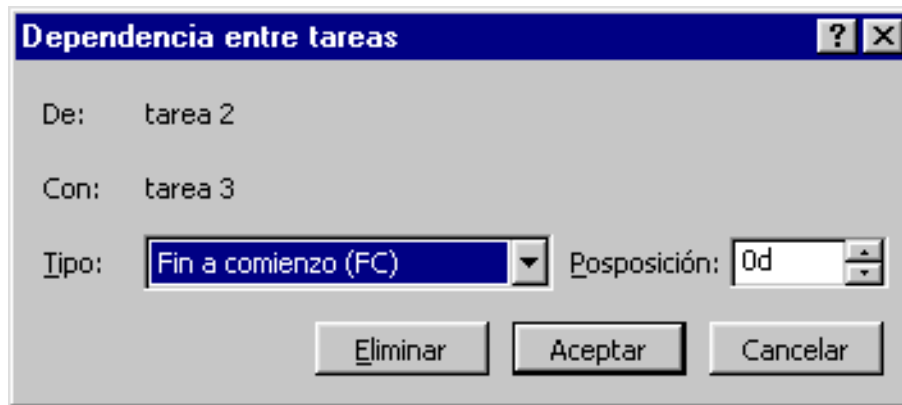 Dependencia entre tareas
De: tarea 2
Con: tarea 3
Tipo: Fin a comienzo (FC) Posposición: 0d
Eliminar Aceptar Cancelar